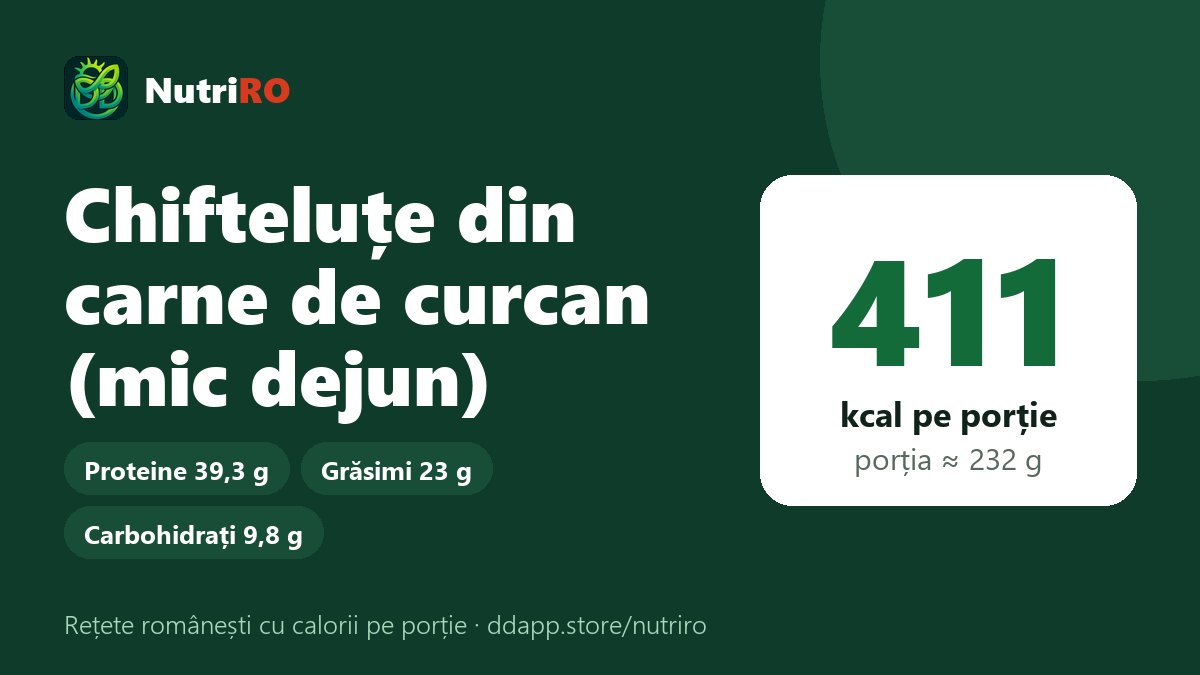 NutriRO
Chifteluțe din
carne de curcan
(mic dejun)
Proteine 39,3 g
Grăsimi 23 g
Carbohidrați 9,8 g
411
kcal pe porție
porția ≈ 232 g
Rețete românești cu calorii pe porție · ddapp.store/nutriro